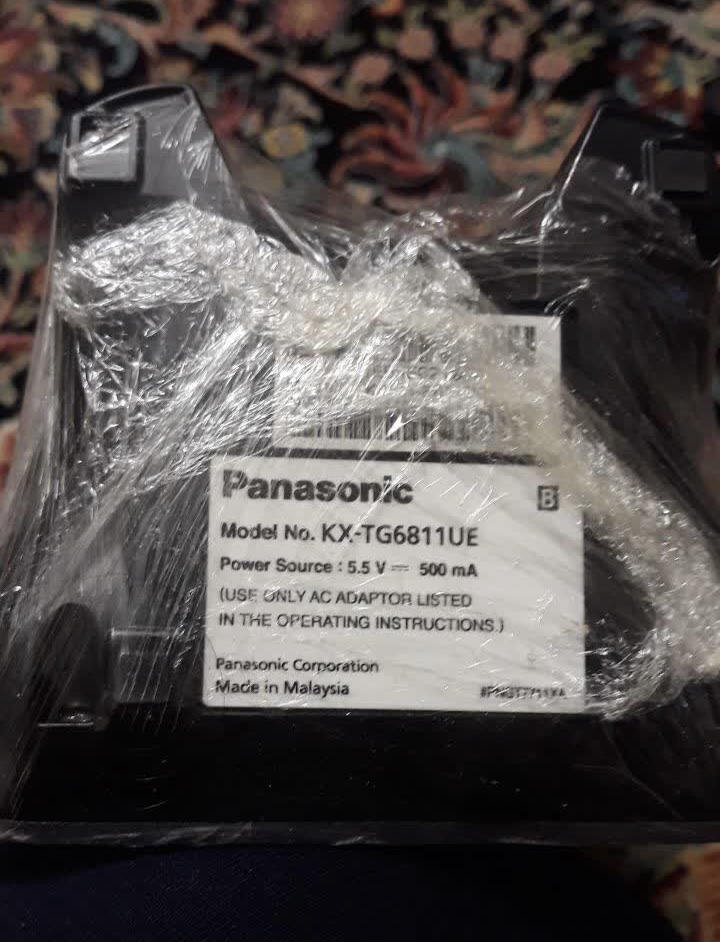 Panasonic
B
Model No. KX-TG6811UE
Power Source : 5.5 V ⎓ 500 mA
(USE ONLY AC ADAPTOR LISTED
IN THE OPERATING INSTRUCTIONS.)
Panasonic Corporation
Made in Malaysia